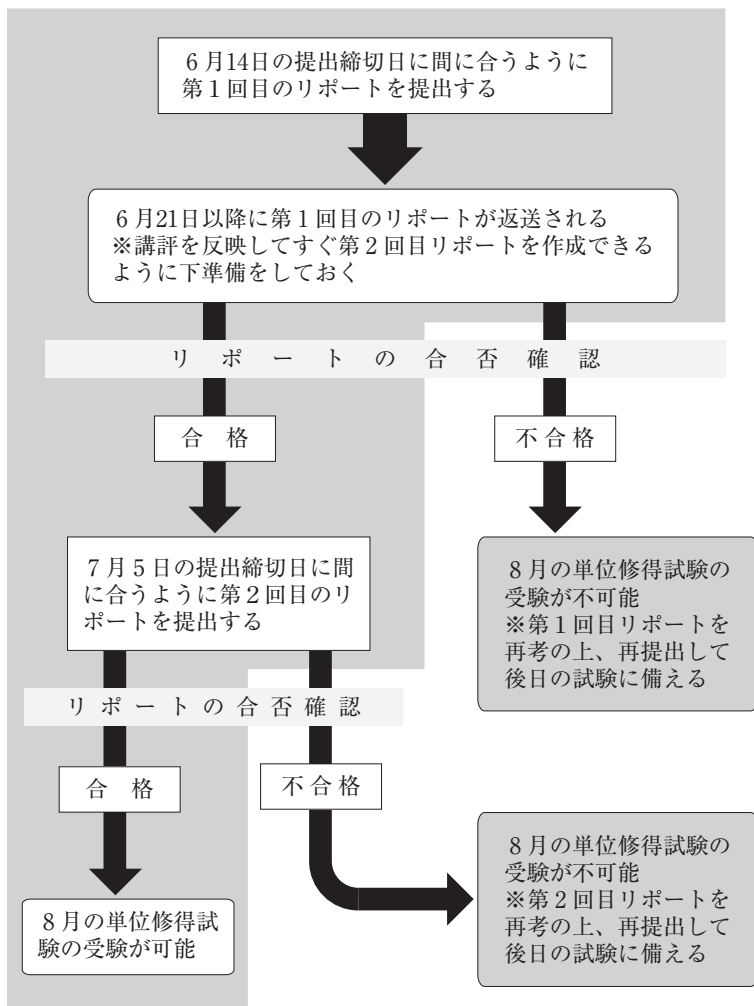 6月14日の提出締切日に間に合うように
第1回目のリポートを提出する
6月21日以降に第1回目のリポートが返送される
※講評を反映してすぐ第2回目リポートを作成できる
ように下準備をしておく
リポートの合否確認
合格
不合格
7月5日の提出締切日に間
に合うように第2回目のリ
ポートを提出する
8月の単位修得試験の
受験が不可能
※第1回目リポートを
再考の上、再提出して
後日の試験に備える
リポートの合否確認
合格
不合格
8月の単位修得試
験の受験が可能
8月の単位修得試験の
受験が不可能
※第2回目リポートを
再考の上、再提出して
後日の試験に備える